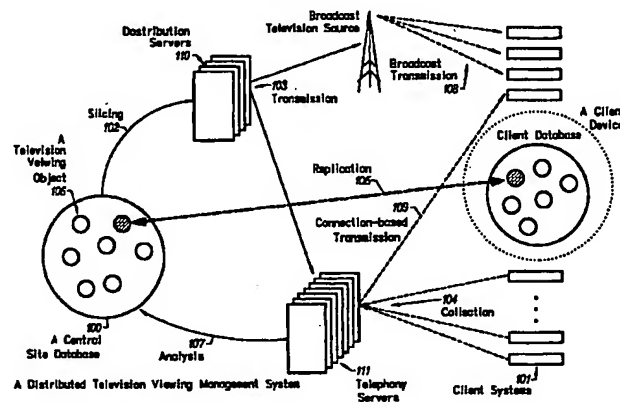 Dostribution
Servers
110
Broadcast
Television Source
Broadcast
Transmission
108
103
Transmission
Slicing
102
A
Television
Viewing
Object
105
Replication
106
109
Connection-based
Transmission
Client Database
A Client
Device
100
A Central
Site Database
107
Analysis
104
Collection
111
Telephony
Servers
101
Client Systems
A Distributed Television Viewing Management System